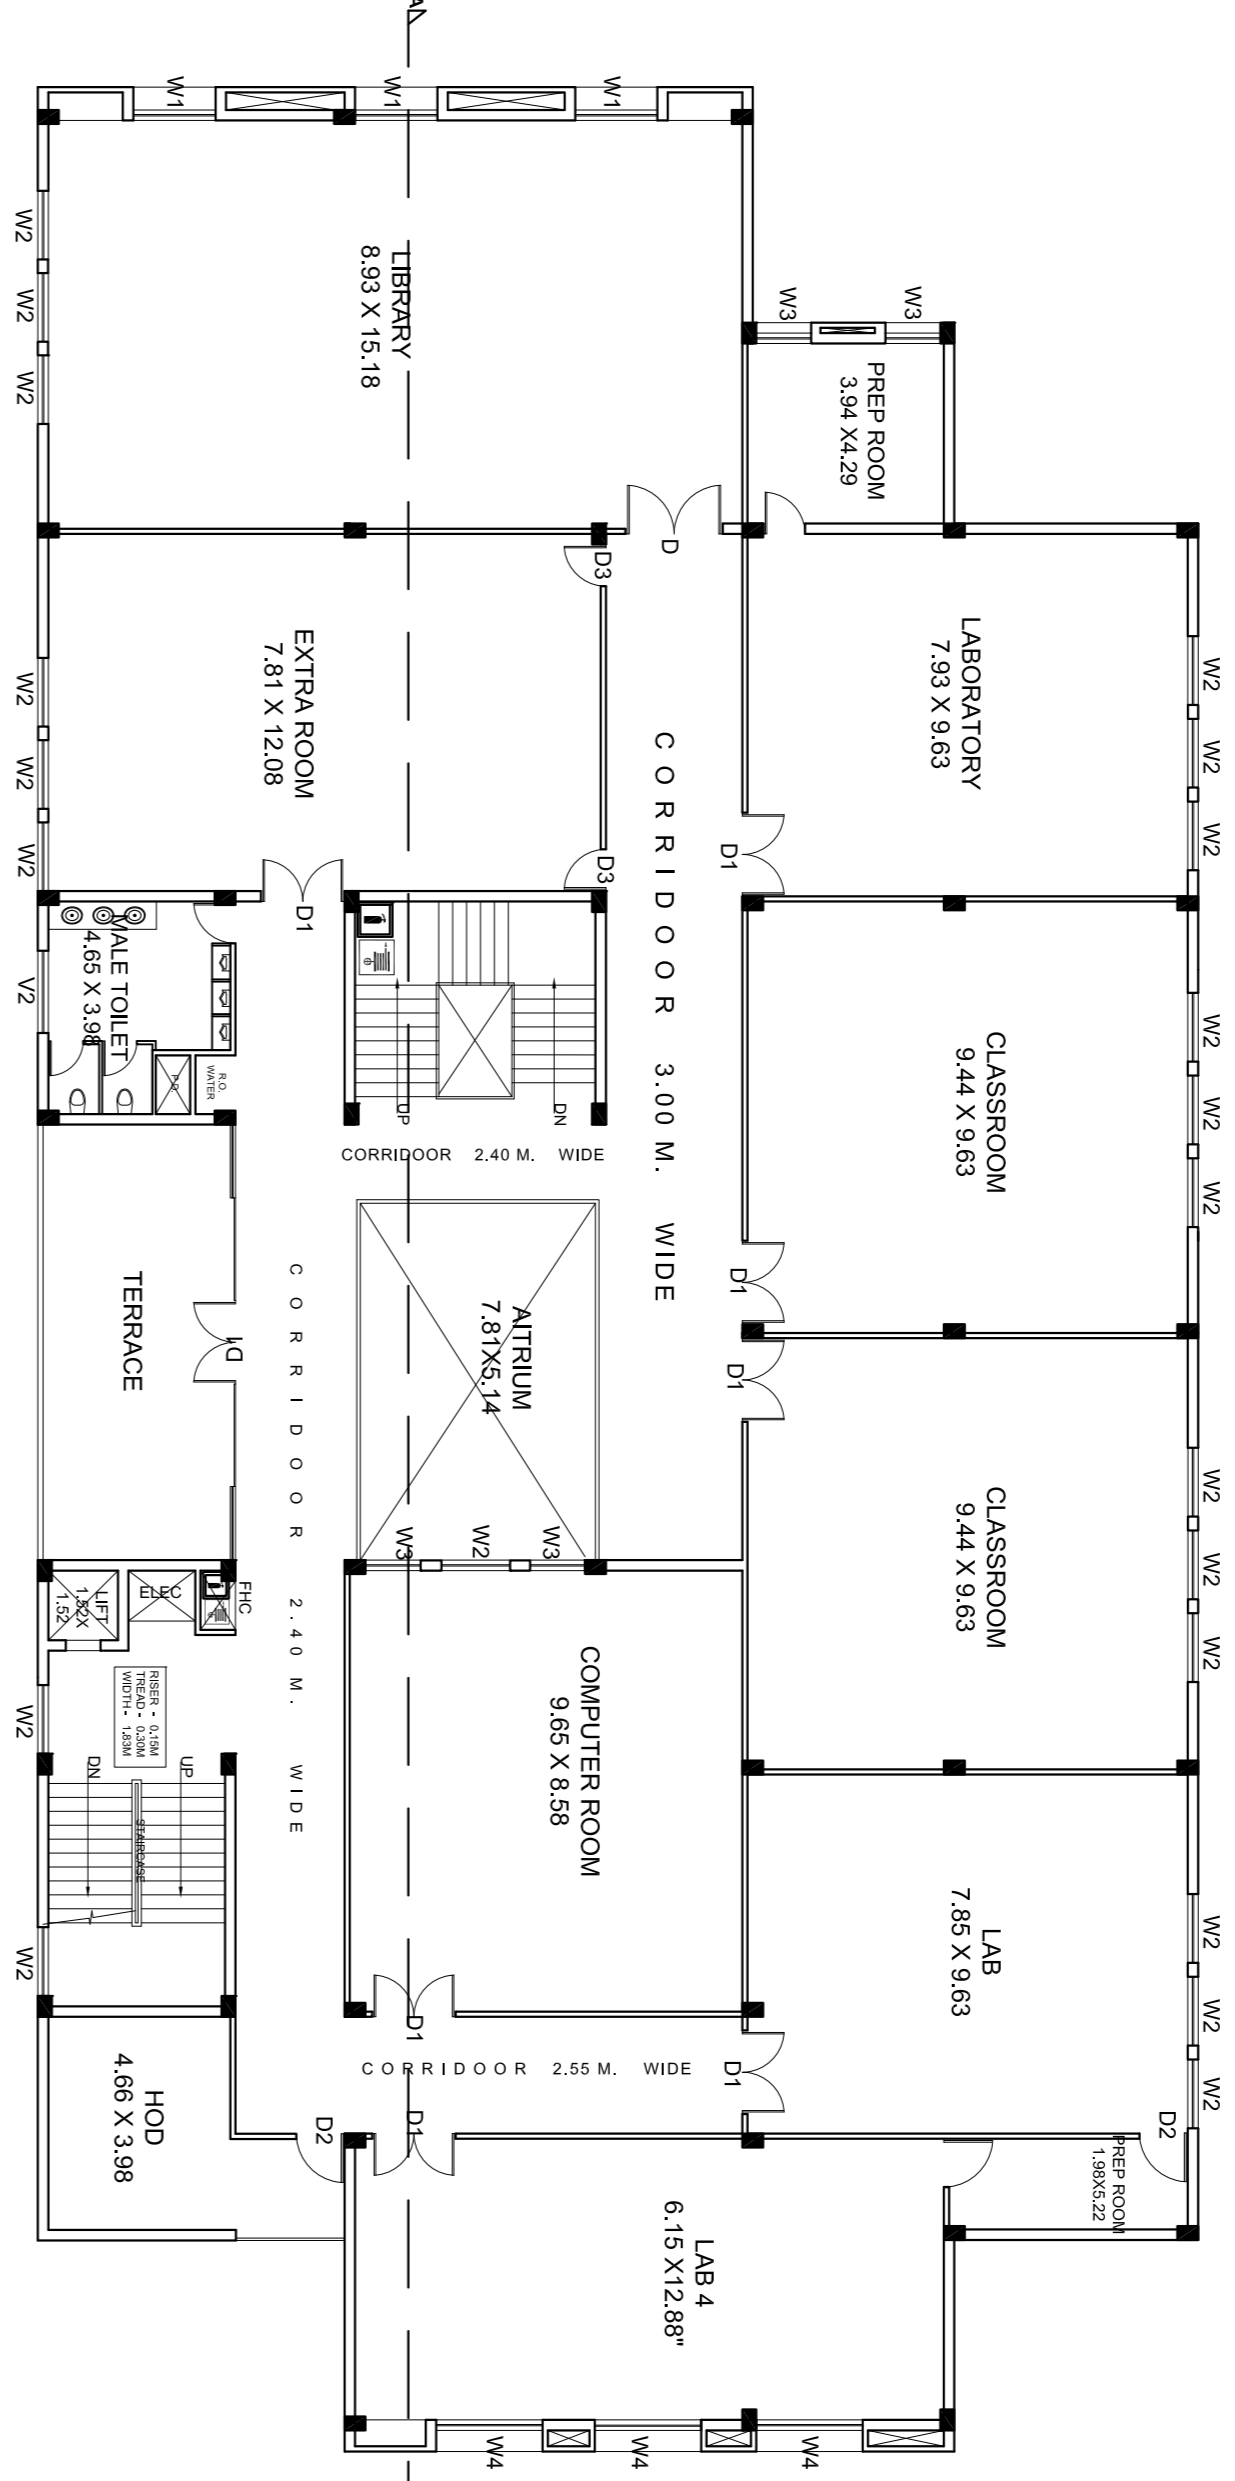 A
W1
W1
W1
W2
W2
W2
LIBRARY
8.93 X 15.18
W3
W3
PREP ROOM
3.94 X4.29
D
D3
EXTRA ROOM
7.81 X 12.08
W2
W2
W2
D3
D1
LABORATORY
7.93 X 9.63
W2
W2
W2
D1
CORRIDOOR 3.00 M. WIDE
MALE TOILET
4.65 X 3.98
V2
R.O.
WATER
P.D
UP
DN
CORRIDOOR 2.40 M. WIDE
CLASSROOM
9.44 X 9.63
W2
W2
W2
D1
TERRACE
D1
CORRIDOOR 2.40 M. WIDE
AITRIUM
7.81X5.14
D1
CLASSROOM
9.44 X 9.63
W2
W2
W2
W3
W2
W3
LIFT
1.52X
1.52
ELEC
FHC
RISER - 0.15M
TREAD - 0.30M
WIDTH - 1.83M
W2
DN
UP
STAIRCASE
W2
COMPUTER ROOM
9.65 X 8.58
D1
LAB
7.85 X 9.63
W2
W2
W2
D1
CORRIDOOR 2.55 M. WIDE
HOD
4.66 X 3.98
D2
D1
D2
PREP ROOM
1.98X5.22
LAB 4
6.15 X12.88"
W4
W4
W4